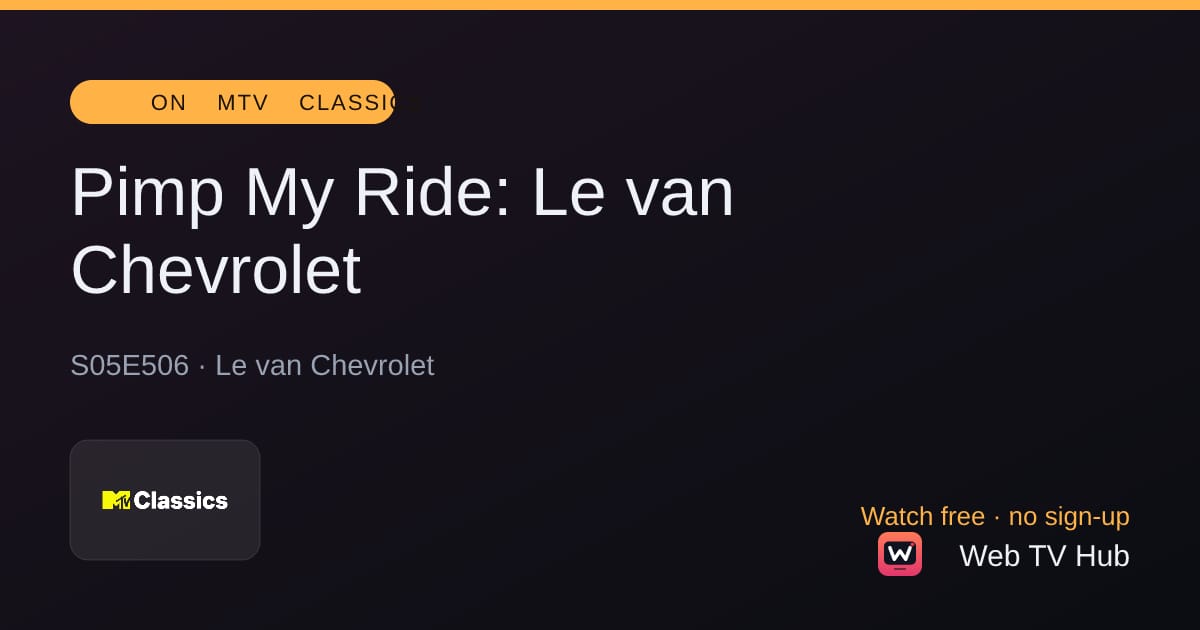 ON MTV CLASSIC
Pimp My Ride: Le van
Chevrolet
S05E506 · Le van Chevrolet
MTV Classics
Watch free · no sign-up
W Web TV Hub